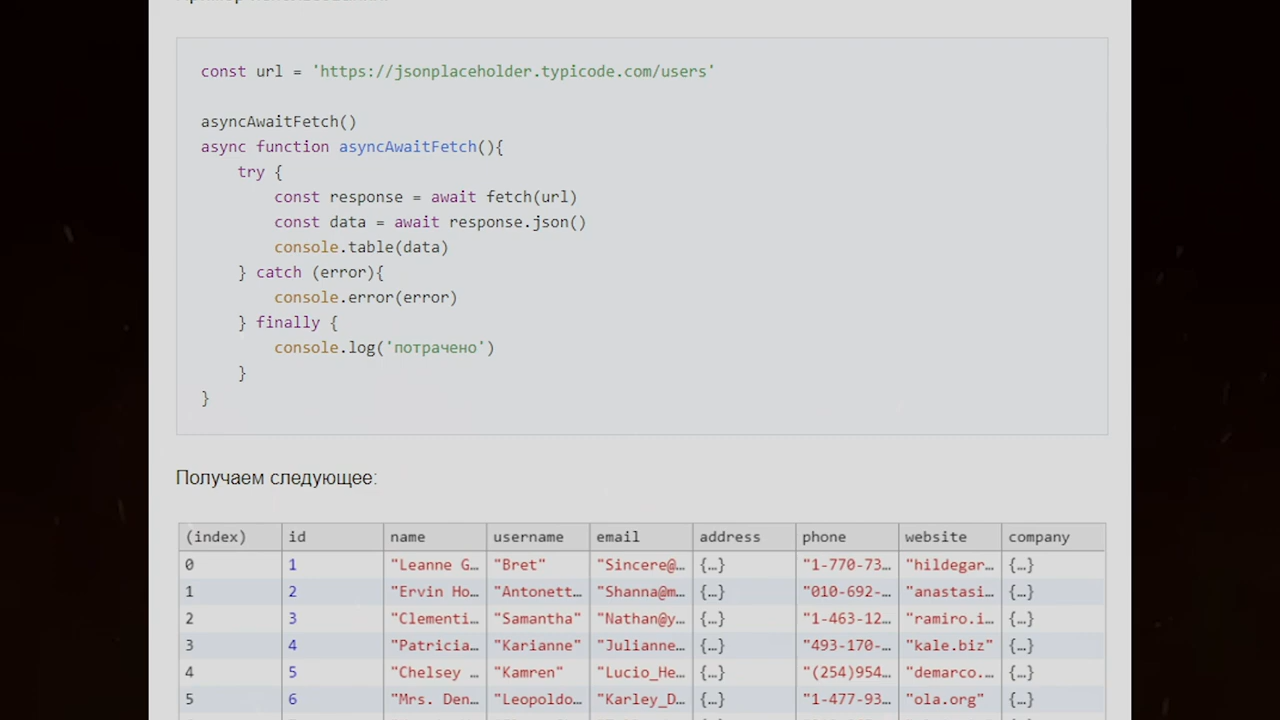 const url = 'https://jsonplaceholder.typicode.com/users'
asyncAwaitFetch()
async function asyncAwaitFetch(){
try {
const response = await fetch(url)
const data = await response.json()
console.table(data)
} catch (error){
console.error(error)
} finally {
console.log('потрачено')
}
}
Получаем следующее:
(index) id name username email address phone website company
0 1 "Leanne G… "Bret" "Sincere@… {…} "1-770-73… "hildegar… {…}
1 2 "Ervin Ho… "Antonett… "Shanna@m… {…} "010-692-… "anastasi… {…}
2 3 "Clementi… "Samantha" "Nathan@y… {…} "1-463-12… "ramiro.i… {…}
3 4 "Patricia… "Karianne" "Julianne… {…} "493-170-… "kale.biz" {…}
4 5 "Chelsey … "Kamren" "Lucio_He… {…} "(254)954… "demarco.… {…}
5 6 "Mrs. Den… "Leopoldo… "Karley_D… {…} "1-477-93… "ola.org" {…}